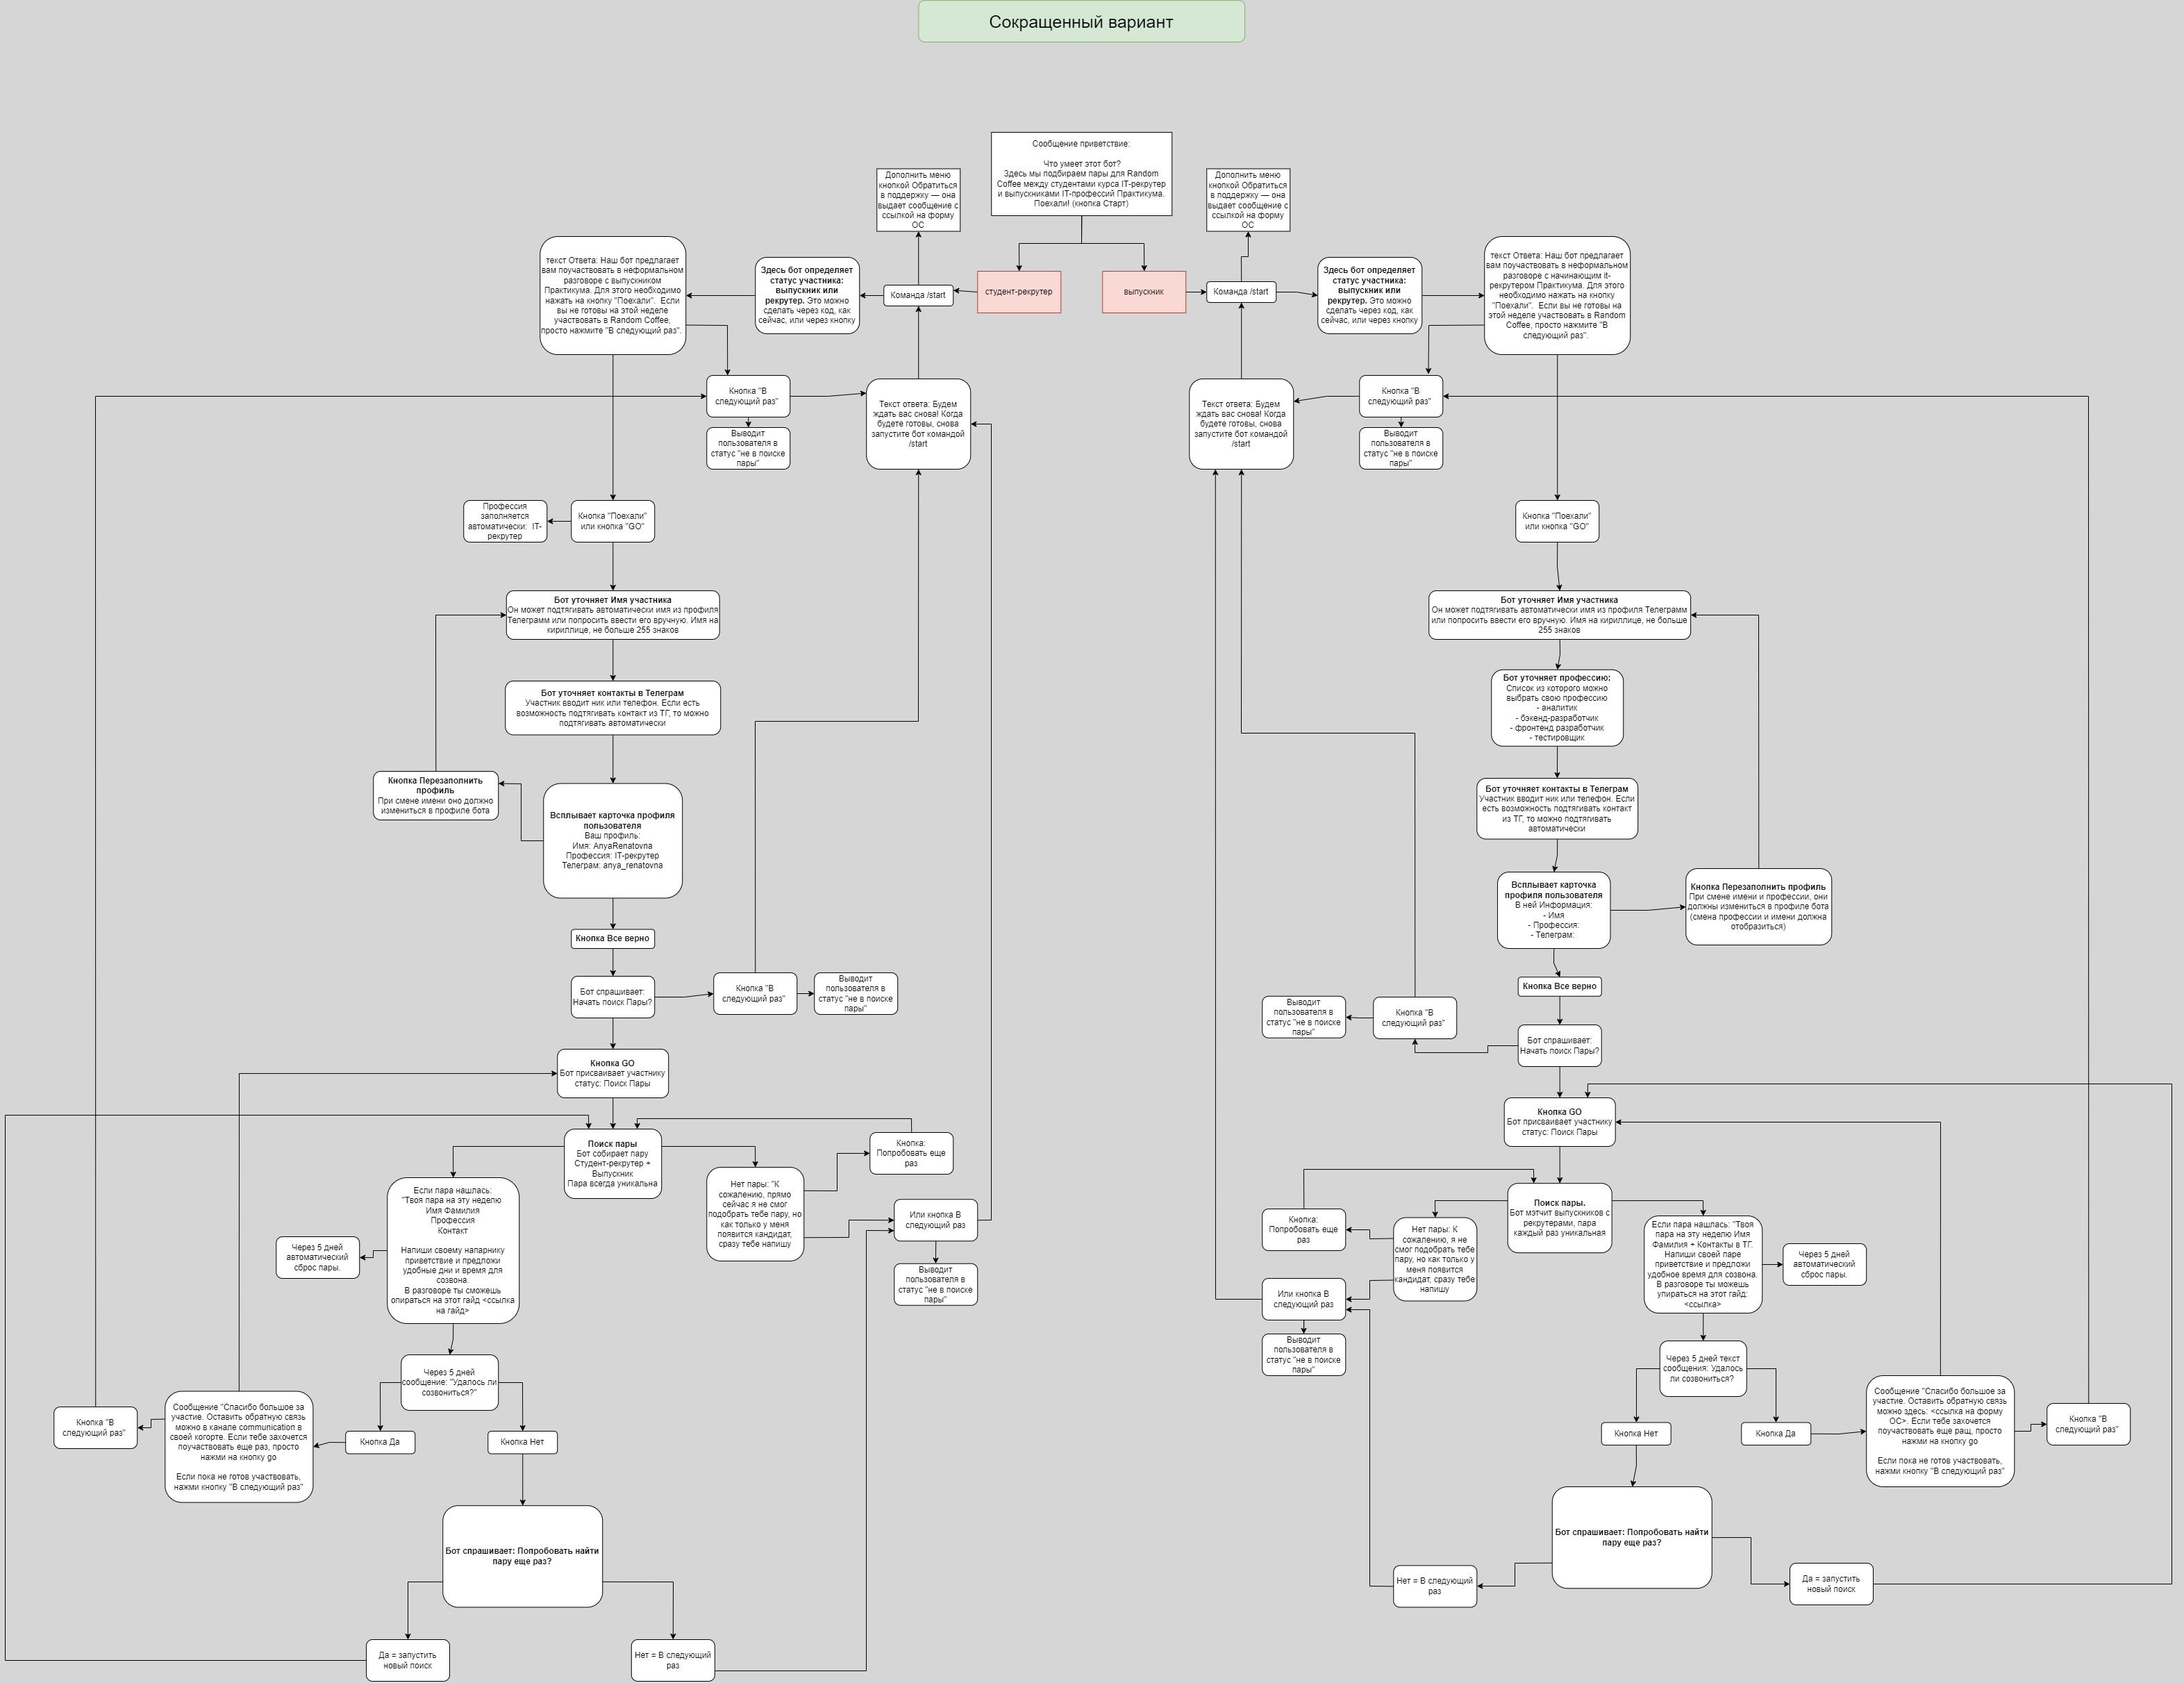 Сокращенный вариант
Сообщение приветствие:
Что умеет этот бот?
Здесь мы подбираем пары для Random
Coffee между студентами курса IT-рекрутер
и выпускниками IT-профессий Практикума.
Поехали! (кнопка Старт)
Дополнить меню
кнопкой Обратиться
в поддержку — она
выдает сообщение с
ссылкой на форму
ОС
Дополнить меню
кнопкой Обратиться
в поддержку — она
выдает сообщение с
ссылкой на форму
ОС
студент-рекрутер
выпускник
Команда /start
Здесь бот определяет
статус участника:
выпускник или
рекрутер. Это можно
сделать через код, как
сейчас, или через кнопку
текст Ответа: Наш бот предлагает
вам поучаствовать в неформальном
разговоре с выпускником
Практикума. Для этого необходимо
нажать на кнопку "Поехали".  Если
вы не готовы на этой неделе
участвовать в Random Coffee,
просто нажмите "В следующий раз".
Кнопка "В
следующий раз"
Выводит
пользователя в
статус "не в поиске
пары"
Текст ответа: Будем
ждать вас снова! Когда
будете готовы, снова
запустите бот командой
/start
Профессия
заполняется
автоматически:  IT-
рекрутер
Кнопка "Поехали"
или кнопка "GO"
Бот уточняет Имя участника
Он может подтягивать автоматически имя из профиля
Телеграмм или попросить ввести его вручную. Имя на
кириллице, не больше 255 знаков
Бот уточняет контакты в Телеграм
Участник вводит ник или телефон. Если есть
возможность подтягивать контакт из ТГ, то можно
подтягивать автоматически
Кнопка Перезаполнить
профиль
При смене имени оно должно
измениться в профиле бота
Всплывает карточка профиля
пользователя
Ваш профиль:
Имя: AnyaRenatovna
Профессия: IT-рекрутер
Телеграм: anya_renatovna
Кнопка Все верно
Бот спрашивает:
Начать поиск Пары?
Кнопка "В
следующий раз"
Выводит
пользователя в
статус "не в поиске
пары"
Кнопка GO
Бот присваивает участнику
статус: Поиск Пары
Поиск пары
Бот собирает пару
Студент-рекрутер +
Выпускник
Пара всегда уникальна
Кнопка:
Попробовать еще
раз
Нет пары: "К
сожалению, прямо
сейчас я не смог
подобрать тебе пару, но
как только у меня
появится кандидат,
сразу тебе напишу
Или кнопка В
следующий раз
Выводит
пользователя в
статус "не в поиске
пары"
Если пара нашлась:
"Твоя пара на эту неделю
Имя Фамилия
Профессия
Контакт
Напиши своему напарнику
приветствие и предложи
удобные дни и время для
созвона.
В разговоре ты сможешь
опираться на этот гайд <ссылка
на гайд>
Через 5 дней
автоматический
сброс пары.
Через 5 дней
сообщение: "Удалось ли
созвониться?"
Кнопка "В
следующий раз"
Сообщение "Спасибо большое за
участие. Оставить обратную связь
можно в канале communication в
своей когорте. Если тебе захочется
поучаствовать еще раз, просто
нажми на кнопку go
Если пока не готов участвовать,
нажми кнопку "В следующий раз"
Кнопка Да
Кнопка Нет
Бот спрашивает: Попробовать найти
пару еще раз?
Да = запустить
новый поиск
Нет = В следующий
раз
Команда /start
Здесь бот определяет
статус участника:
выпускник или
рекрутер. Это можно
сделать через код, как
сейчас, или через кнопку
текст Ответа: Наш бот предлагает
вам поучаствовать в неформальном
разговоре с начинающим it-
рекрутером Практикума. Для этого
необходимо нажать на кнопку
"Поехали".  Если вы не готовы на
этой неделе участвовать в Random
Coffee, просто нажмите "В
следующий раз".
Текст ответа: Будем
ждать вас снова! Когда
будете готовы, снова
запустите бот командой
/start
Кнопка "В
следующий раз"
Выводит
пользователя в
статус "не в поиске
пары"
Кнопка "Поехали"
или кнопка "GO"
Бот уточняет Имя участника
Он может подтягивать автоматически имя из профиля Телеграмм
или попросить ввести его вручную. Имя на кириллице, не больше
255 знаков
Бот уточняет профессию:
Список из которого можно
выбрать свою профессию
- аналитик
- бэкенд-разработчик
- фронтенд разработчик
- тестировщик
Бот уточняет контакты в Телеграм
Участник вводит ник или телефон. Если
есть возможность подтягивать контакт
из ТГ, то можно подтягивать
автоматически
Всплывает карточка
профиля пользователя
В ней Информация:
- Имя
- Профессия:
- Телеграм:
Кнопка Перезаполнить профиль
При смене имени и профессии, они
должны измениться в профиле бота
(смена профессии и имени должна
отобразиться)
Кнопка Все верно
Выводит
пользователя в
статус "не в поиске
пары"
Кнопка "В
следующий раз"
Бот спрашивает:
Начать поиск Пары?
Кнопка GO
Бот присваивает участнику
статус: Поиск Пары
Поиск пары.
Бот мэтчит выпускников с
рекрутерами, пара
каждый раз уникальная
Кнопка:
Попробовать еще
раз
Нет пары: К
сожалению, я не
смог подобрать тебе
пару, но как только у
меня появится
кандидат, сразу тебе
напишу
Или кнопка В
следующий раз
Выводит
пользователя в
статус "не в поиске
пары"
Если пара нашлась: "Твоя
пара на эту неделю Имя
Фамилия + Контакты в ТГ.
Напиши своей паре
приветствие и предложи
удобное время для созвона.
В разговоре ты можешь
упираться на этот гайд:
<ссылка>
Через 5 дней
автоматический
сброс пары.
Через 5 дней текст
сообщения: Удалось
ли созвониться?
Кнопка Нет
Кнопка Да
Сообщение "Спасибо большое за
участие. Оставить обратную связь
можно здесь: <ссылка на форму
ОС>. Если тебе захочется
поучаствовать еще ращ, просто
нажми на кнопку go
Если пока не готов участвовать,
нажми кнопку "В следующий раз"
Кнопка "В
следующий раз"
Бот спрашивает: Попробовать найти
пару еще раз?
Нет = В следующий
раз
Да = запустить
новый поиск